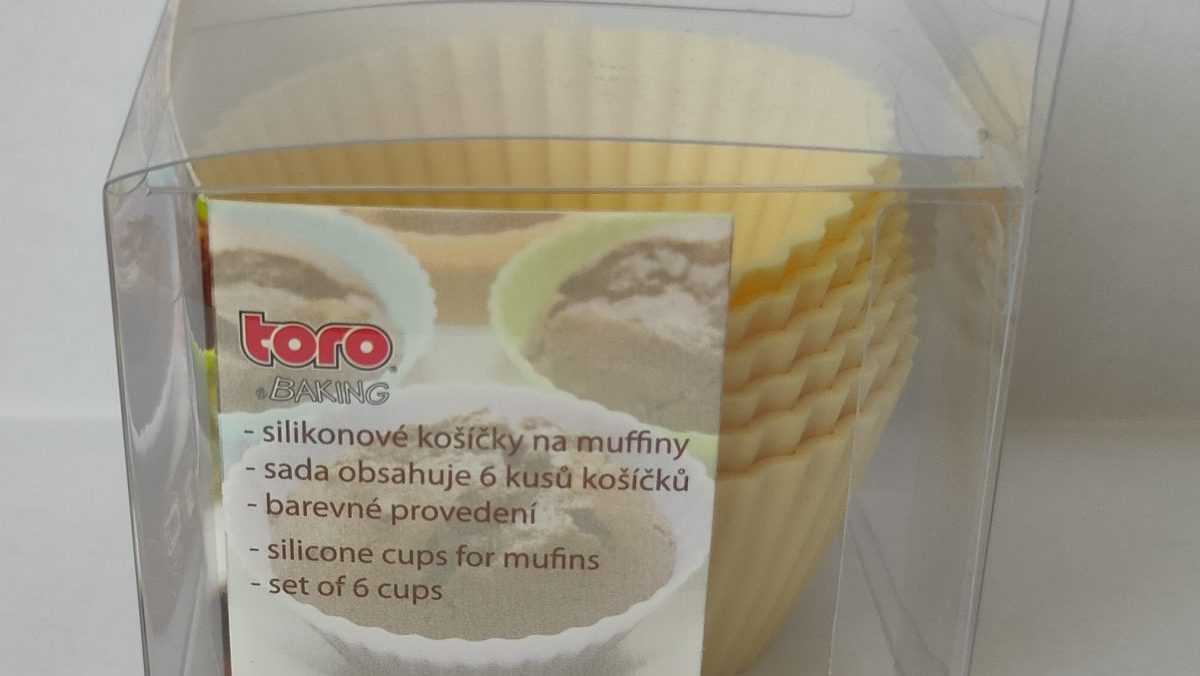 toro
BAKING
- silikonové košíčky na muffiny
- sada obsahuje 6 kusů košíčků
- barevné provedení
- silicone cups for mufins
- set of 6 cups